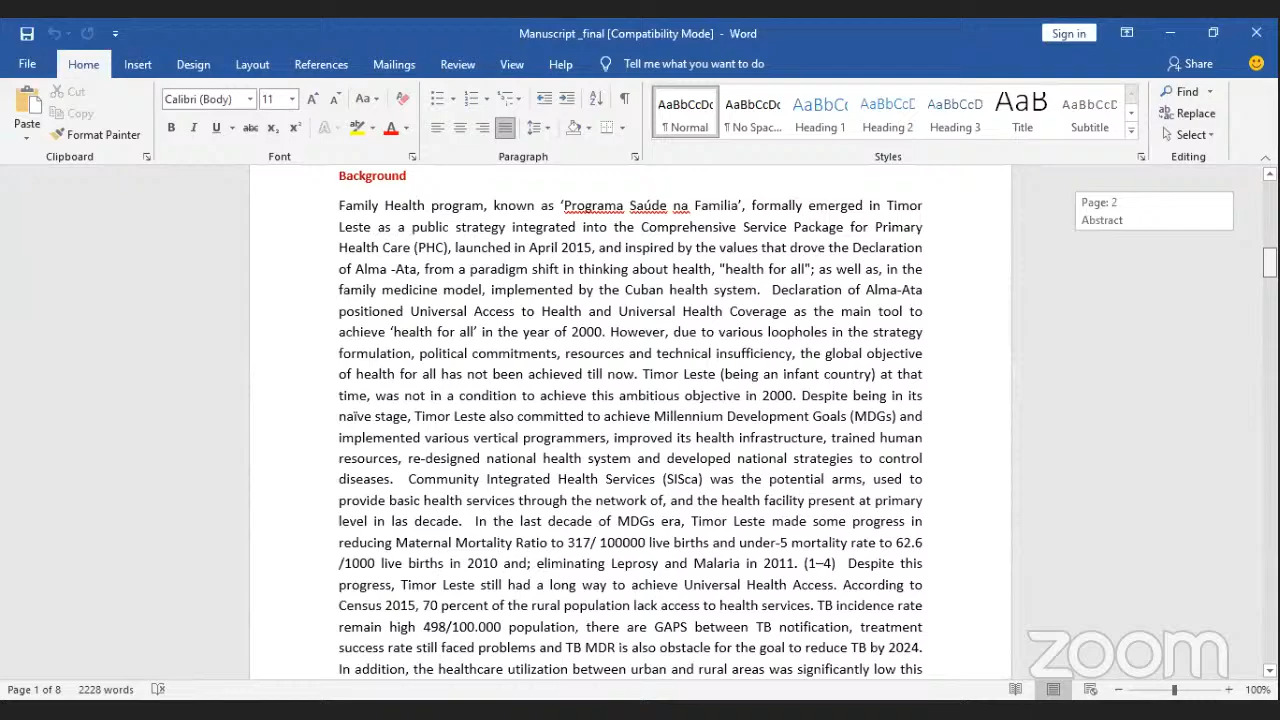 Manuscript _final [Compatibility Mode] - Word
Sign in
File Home Insert Design Layout References Mailings Review View Help Tell me what you want to do Share
Paste
Cut
Copy
Format Painter
Clipboard
Calibri (Body) 11
Aa
B I U abc x₂ x²
A A
Font
Paragraph
AaBbCcDc AaBbCcDc AaBbCc AaBbCcD AaBbCcD AaB AaBbCcD
¶ Normal ¶ No Spac... Heading 1 Heading 2 Heading 3 Title Subtitle
Styles
Find
Replace
Select
Editing
Background
Family Health program, known as ‘Programa Saúde na Familia’, formally emerged in Timor
Leste as a public strategy integrated into the Comprehensive Service Package for Primary
Health Care (PHC), launched in April 2015, and inspired by the values that drove the Declaration
of Alma -Ata, from a paradigm shift in thinking about health, "health for all"; as well as, in the
family medicine model, implemented by the Cuban health system.  Declaration of Alma-Ata
positioned Universal Access to Health and Universal Health Coverage as the main tool to
achieve ‘health for all’ in the year of 2000. However, due to various loopholes in the strategy
formulation, political commitments, resources and technical insufficiency, the global objective
of health for all has not been achieved till now. Timor Leste (being an infant country) at that
time, was not in a condition to achieve this ambitious objective in 2000. Despite being in its
naïve stage, Timor Leste also committed to achieve Millennium Development Goals (MDGs) and
implemented various vertical programmers, improved its health infrastructure, trained human
resources, re-designed national health system and developed national strategies to control
diseases.  Community Integrated Health Services (SISca) was the potential arms, used to
provide basic health services through the network of, and the health facility present at primary
level in las decade.  In the last decade of MDGs era, Timor Leste made some progress in
reducing Maternal Mortality Ratio to 317/ 100000 live births and under-5 mortality rate to 62.6
/1000 live births in 2010 and; eliminating Leprosy and Malaria in 2011. (1–4)  Despite this
progress, Timor Leste still had a long way to achieve Universal Health Access. According to
Census 2015, 70 percent of the rural population lack access to health services. TB incidence rate
remain high 498/100.000 population, there are GAPS between TB notification, treatment
success rate still faced problems and TB MDR is also obstacle for the goal to reduce TB by 2024.
In addition, the healthcare utilization between urban and rural areas was significantly low this
Page: 2
Abstract
zoom
Page 1 of 8 2228 words
100%